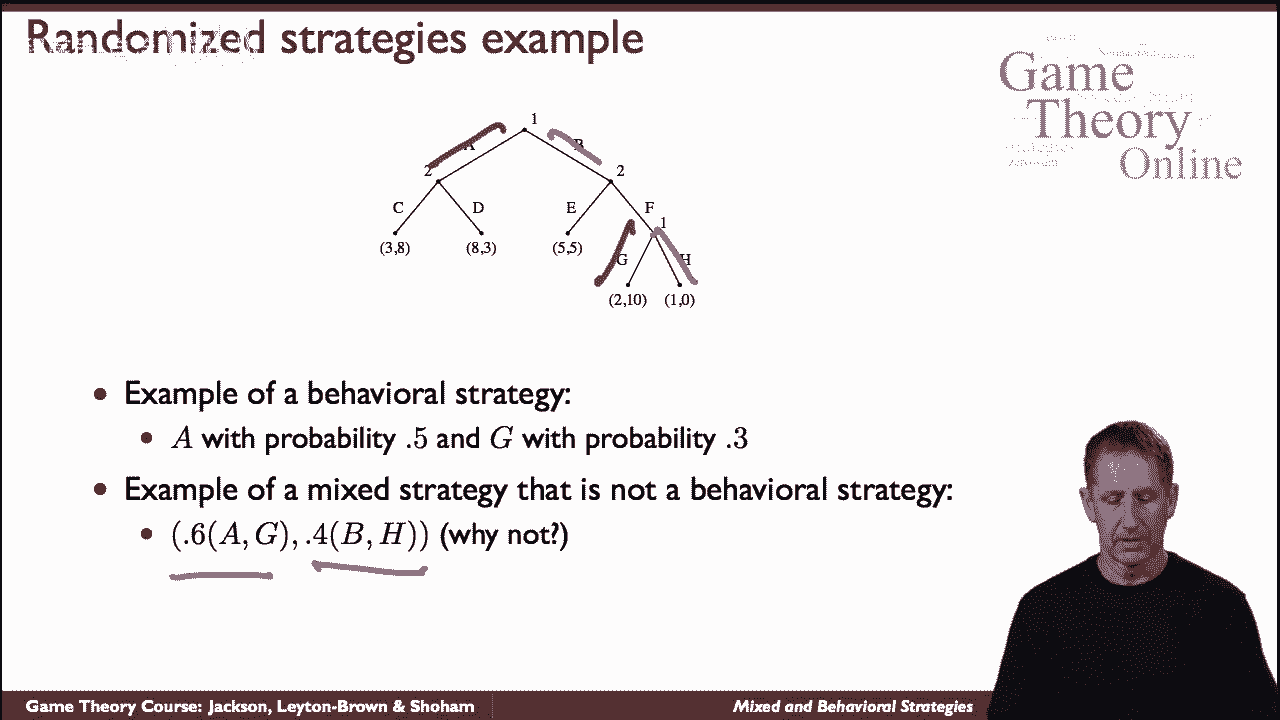 Randomized strategies example
Game
Theory
Online
1
A
B
2
2
C
D
E
F
1
(3,8)
(8,3)
(5,5)
G
H
(2,10)
(1,0)
• Example of a behavioral strategy:
• A with probability .5 and G with probability .3
• Example of a mixed strategy that is not a behavioral strategy:
• (.6(A, G), .4(B, H)) (why not?)
Game Theory Course: Jackson, Leyton-Brown & Shoham
Mixed and Behavioral Strategies